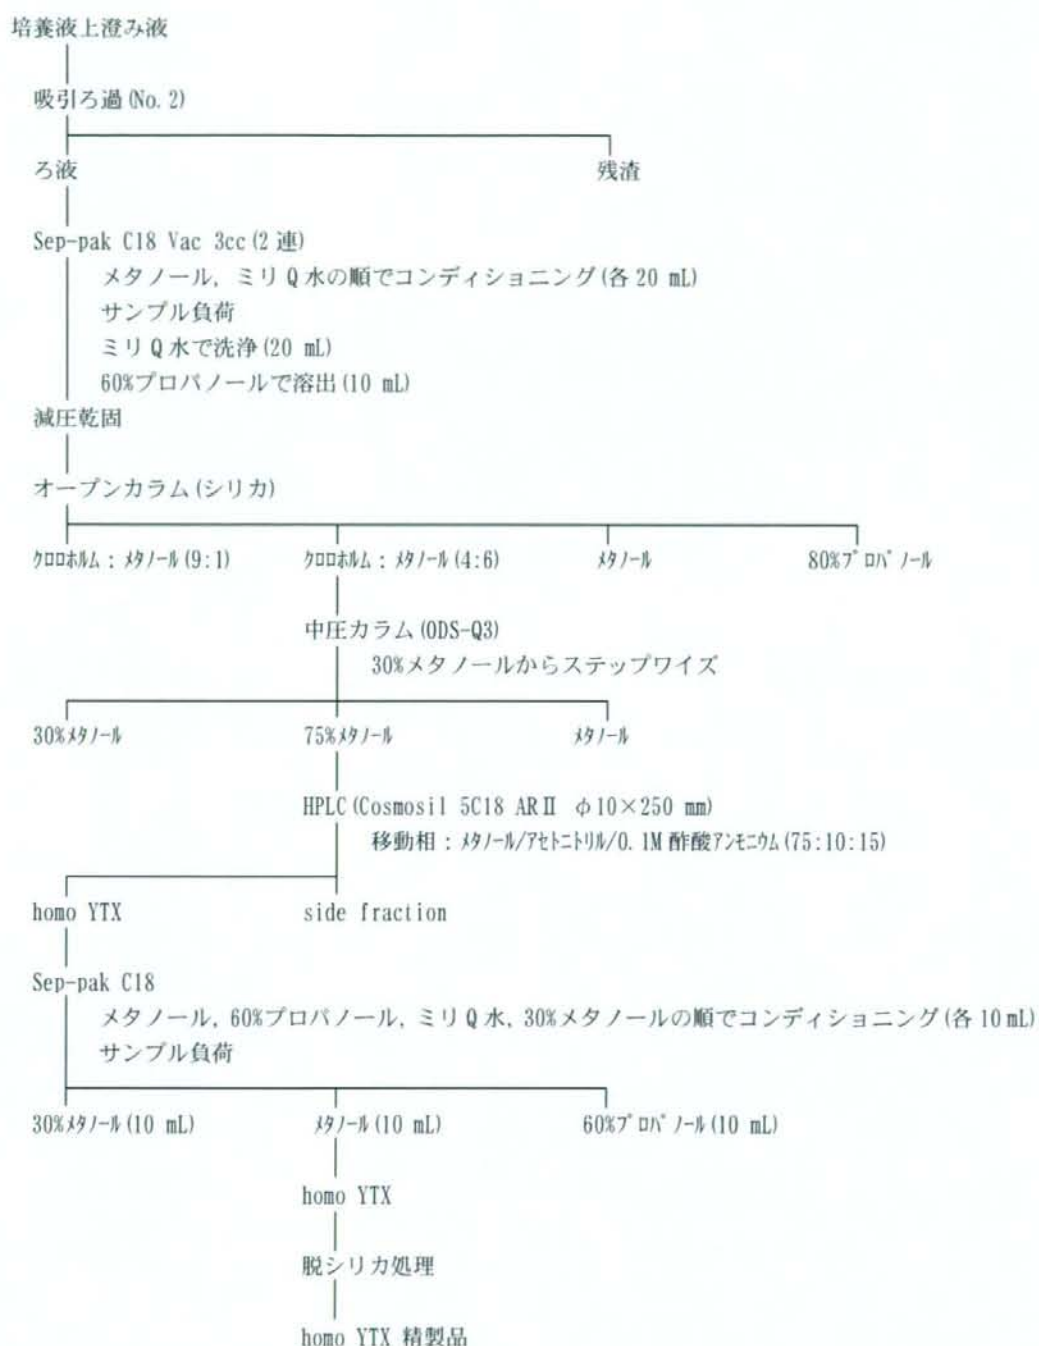 培養液上澄み液
吸引ろ過(No. 2)
ろ液
残渣
Sep-pak C18 Vac 3cc(2 連)
メタノール, ミリ Q 水の順でコンディショニング(各 20 mL)
サンプル負荷
ミリ Q 水で洗浄(20 mL)
60%プロパノールで溶出(10 mL)
減圧乾固
オープンカラム(シリカ)
クロロホルム : メタノール(9:1)
クロロホルム : メタノール(4:6)
メタノール
80%プロパノール
中圧カラム(ODS-Q3)
30%メタノールからステップワイズ
30%メタノール
75%メタノール
メタノール
HPLC(Cosmosil 5C18 ARⅡ φ10×250 mm)
移動相 : メタノール/アセトニトリル/0. 1M 酢酸アンモニウム(75:10:15)
homo YTX
side fraction
Sep-pak C18
メタノール, 60%プロパノール, ミリ Q 水, 30%メタノールの順でコンディショニング(各 10 mL)
サンプル負荷
30%メタノール(10 mL)
メタノール(10 mL)
60%プロパノール(10 mL)
homo YTX
脱シリカ処理
homo YTX 精製品